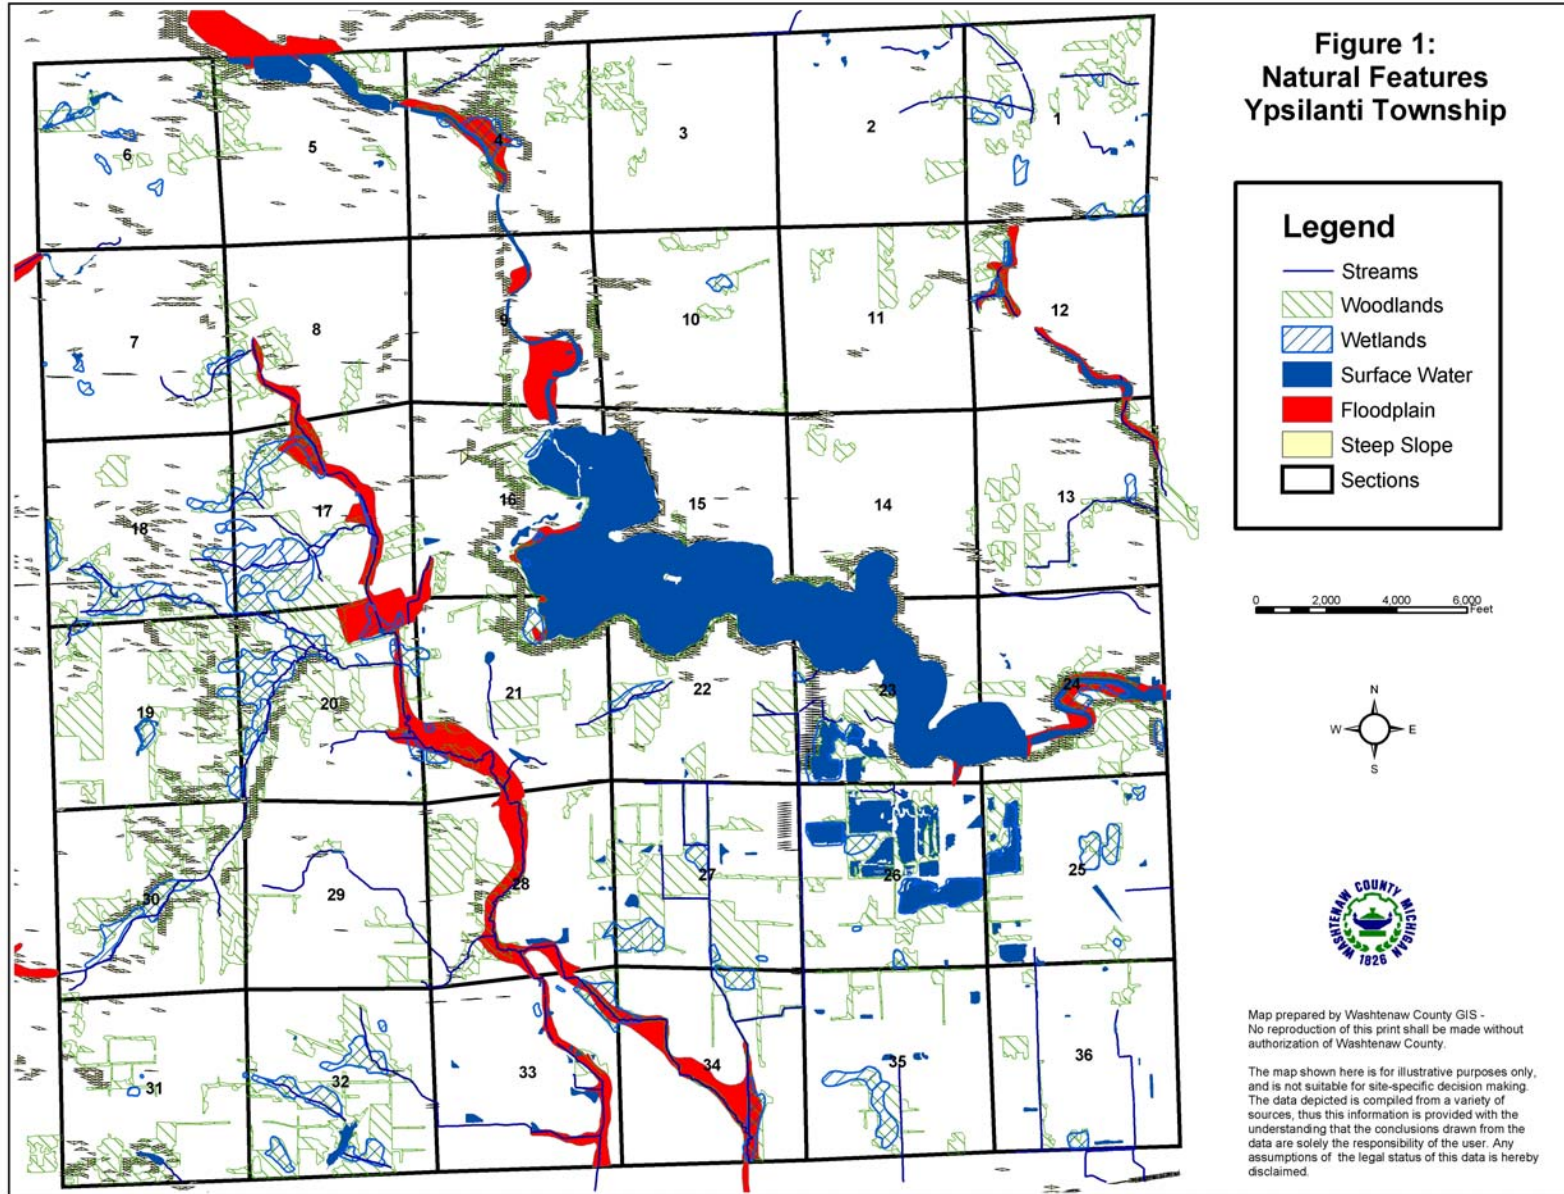 Figure 1:
Natural Features
Ypsilanti Township
Legend
Streams
Woodlands
Wetlands
Surface Water
Floodplain
Steep Slope
Sections
0 2,000 4,000 6,000
Feet
N
W E
S
WASHTENAW COUNTY MICHIGAN
1826
Map prepared by Washtenaw County GIS -
No reproduction of this print shall be made without
authorization of Washtenaw County.
The map shown here is for illustrative purposes only,
and is not suitable for site-specific decision making.
The data depicted is compiled from a variety of
sources, thus this information is provided with the
understanding that the conclusions drawn from the
data are solely the responsibility of the user. Any
assumptions of the legal status of this data is hereby
disclaimed.
6 5 4 3 2 1
7 8 9 10 11 12
18 17 16 15 14 13
19 20 21 22 23 24
30 29 28 27 26 25
31 32 33 34 35 36